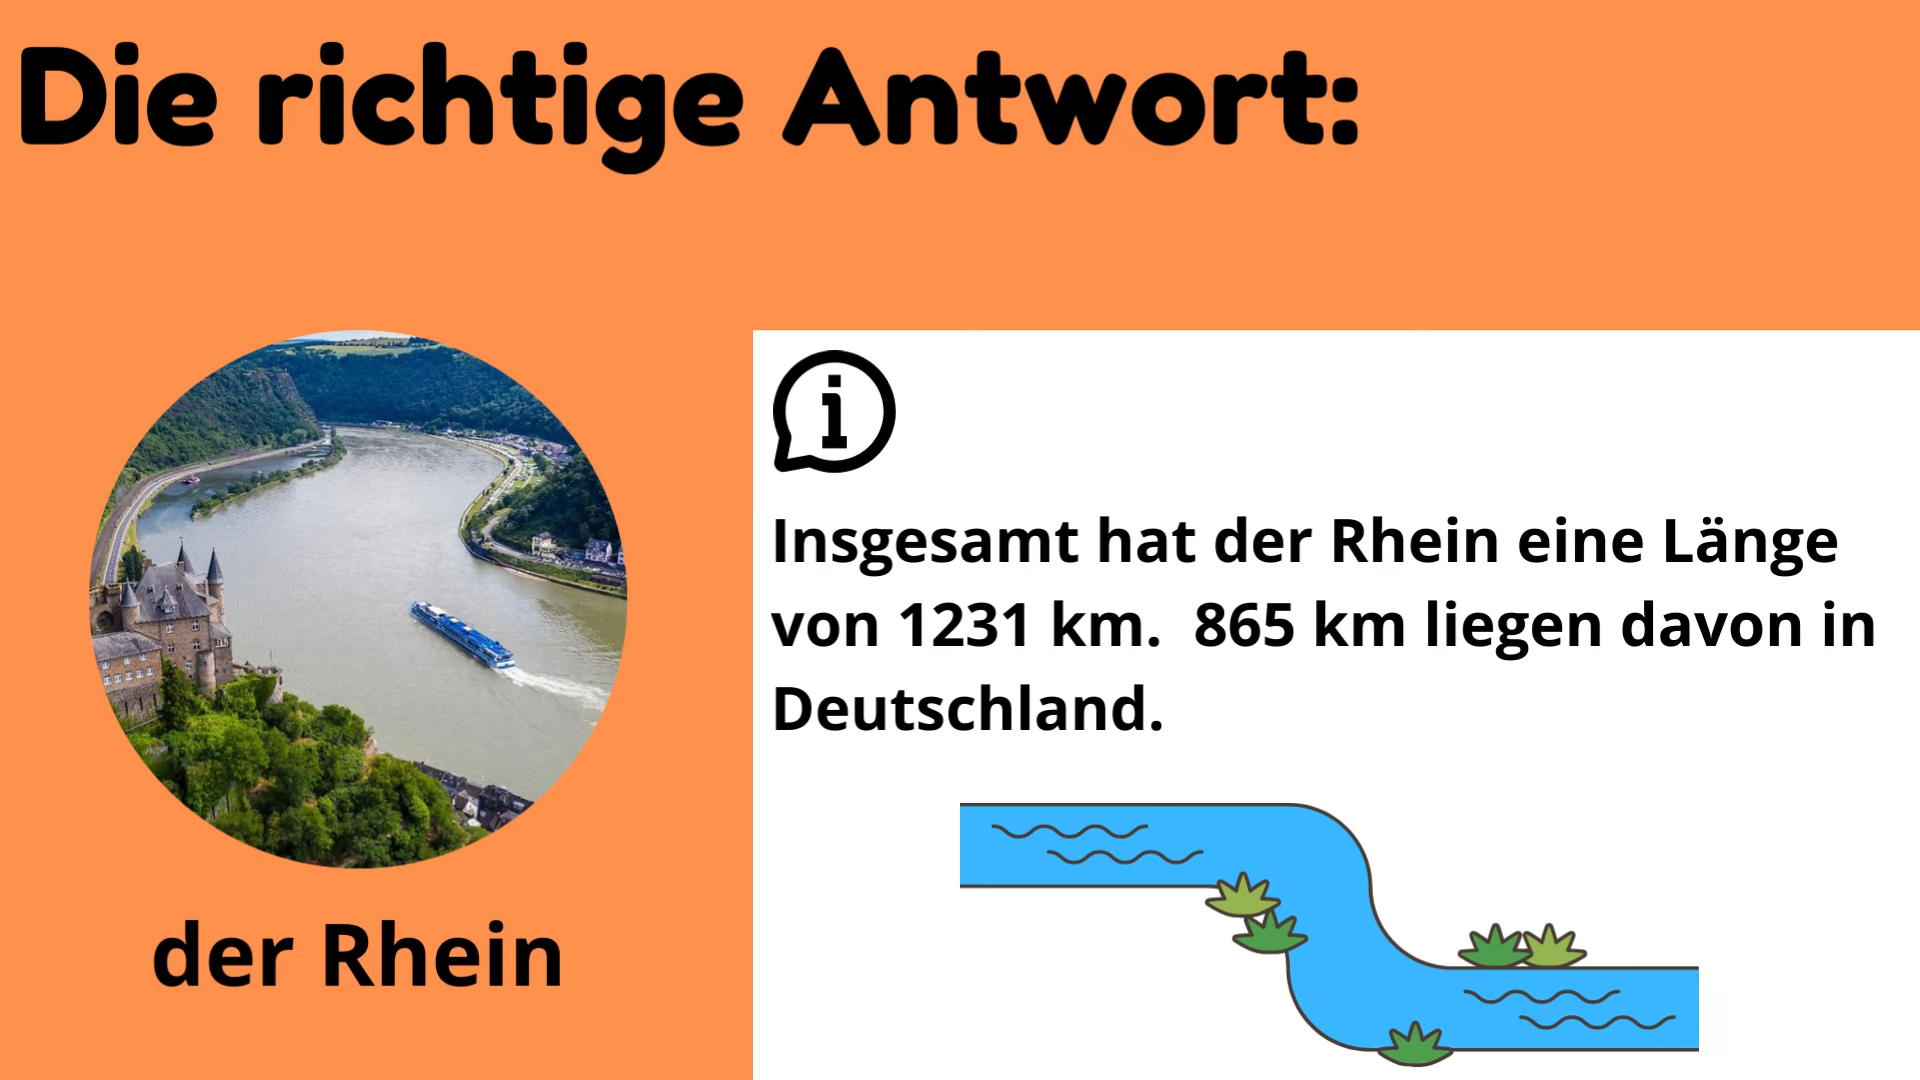 Die richtige Antwort:
Insgesamt hat der Rhein eine Länge
von 1231 km.  865 km liegen davon in
Deutschland.
der Rhein